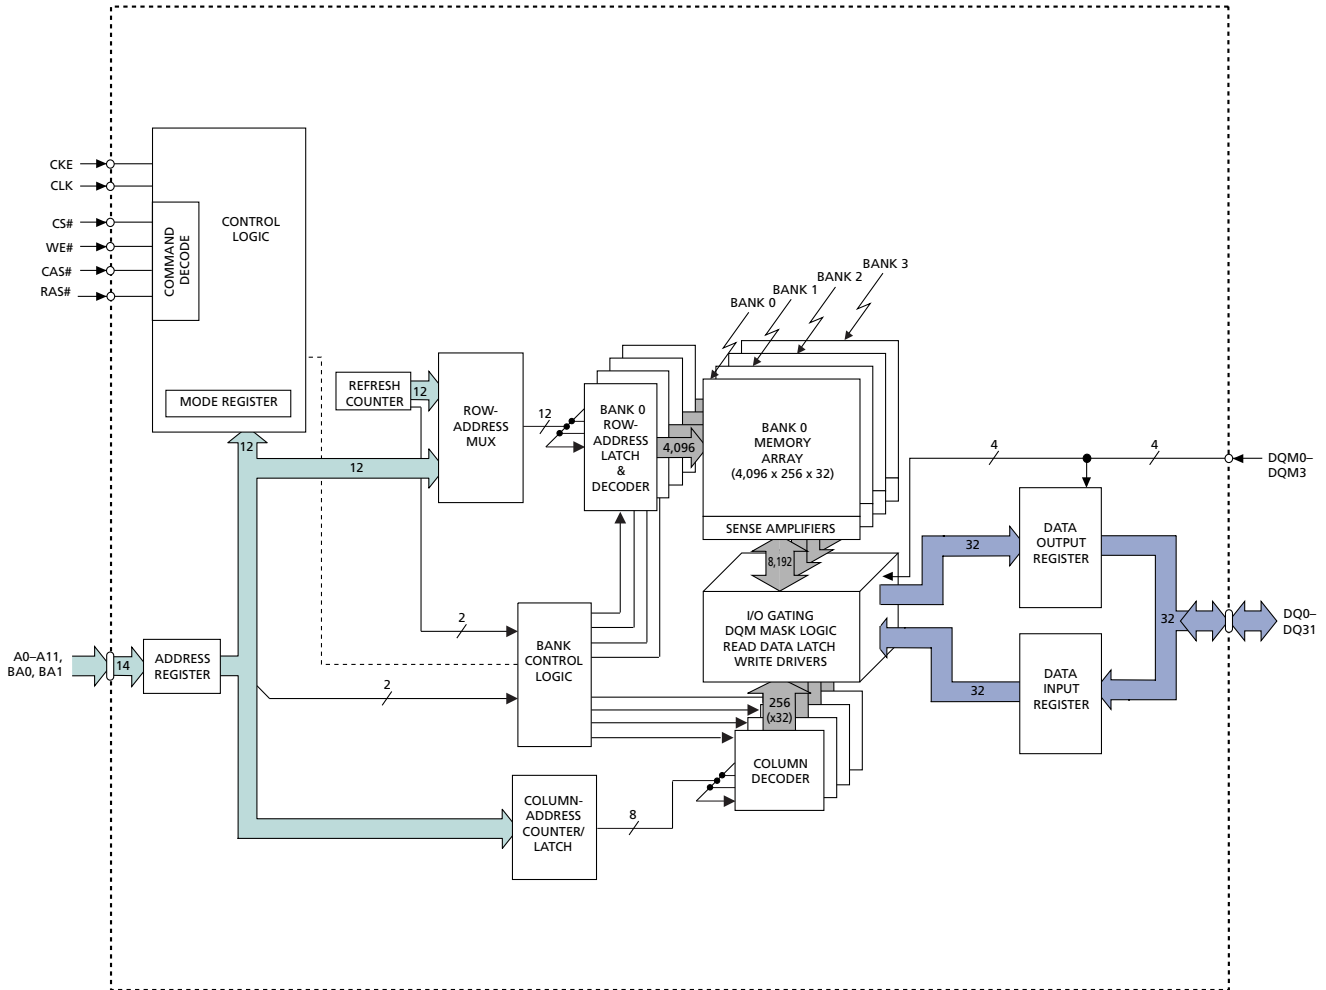 CKE
CLK
CS#
WE#
CAS#
RAS#
COMMAND
DECODE
CONTROL
LOGIC
MODE REGISTER
BANK 3
BANK 2
BANK 1
BANK 0
REFRESH
COUNTER
12
ROW-
ADDRESS
MUX
12
12
12
BANK 0
ROW-
ADDRESS
LATCH
&
DECODER
4,096
BANK 0
MEMORY
ARRAY
(4,096 x 256 x 32)
SENSE AMPLIFIERS
8,192
I/O GATING
DQM MASK LOGIC
READ DATA LATCH
WRITE DRIVERS
4
4
DQM0–
DQM3
32
DATA
OUTPUT
REGISTER
32
DQ0–
DQ31
32
DATA
INPUT
REGISTER
A0–A11,
BA0, BA1
14
ADDRESS
REGISTER
2
2
BANK
CONTROL
LOGIC
256
(x32)
COLUMN
DECODER
COLUMN-
ADDRESS
COUNTER/
LATCH
8